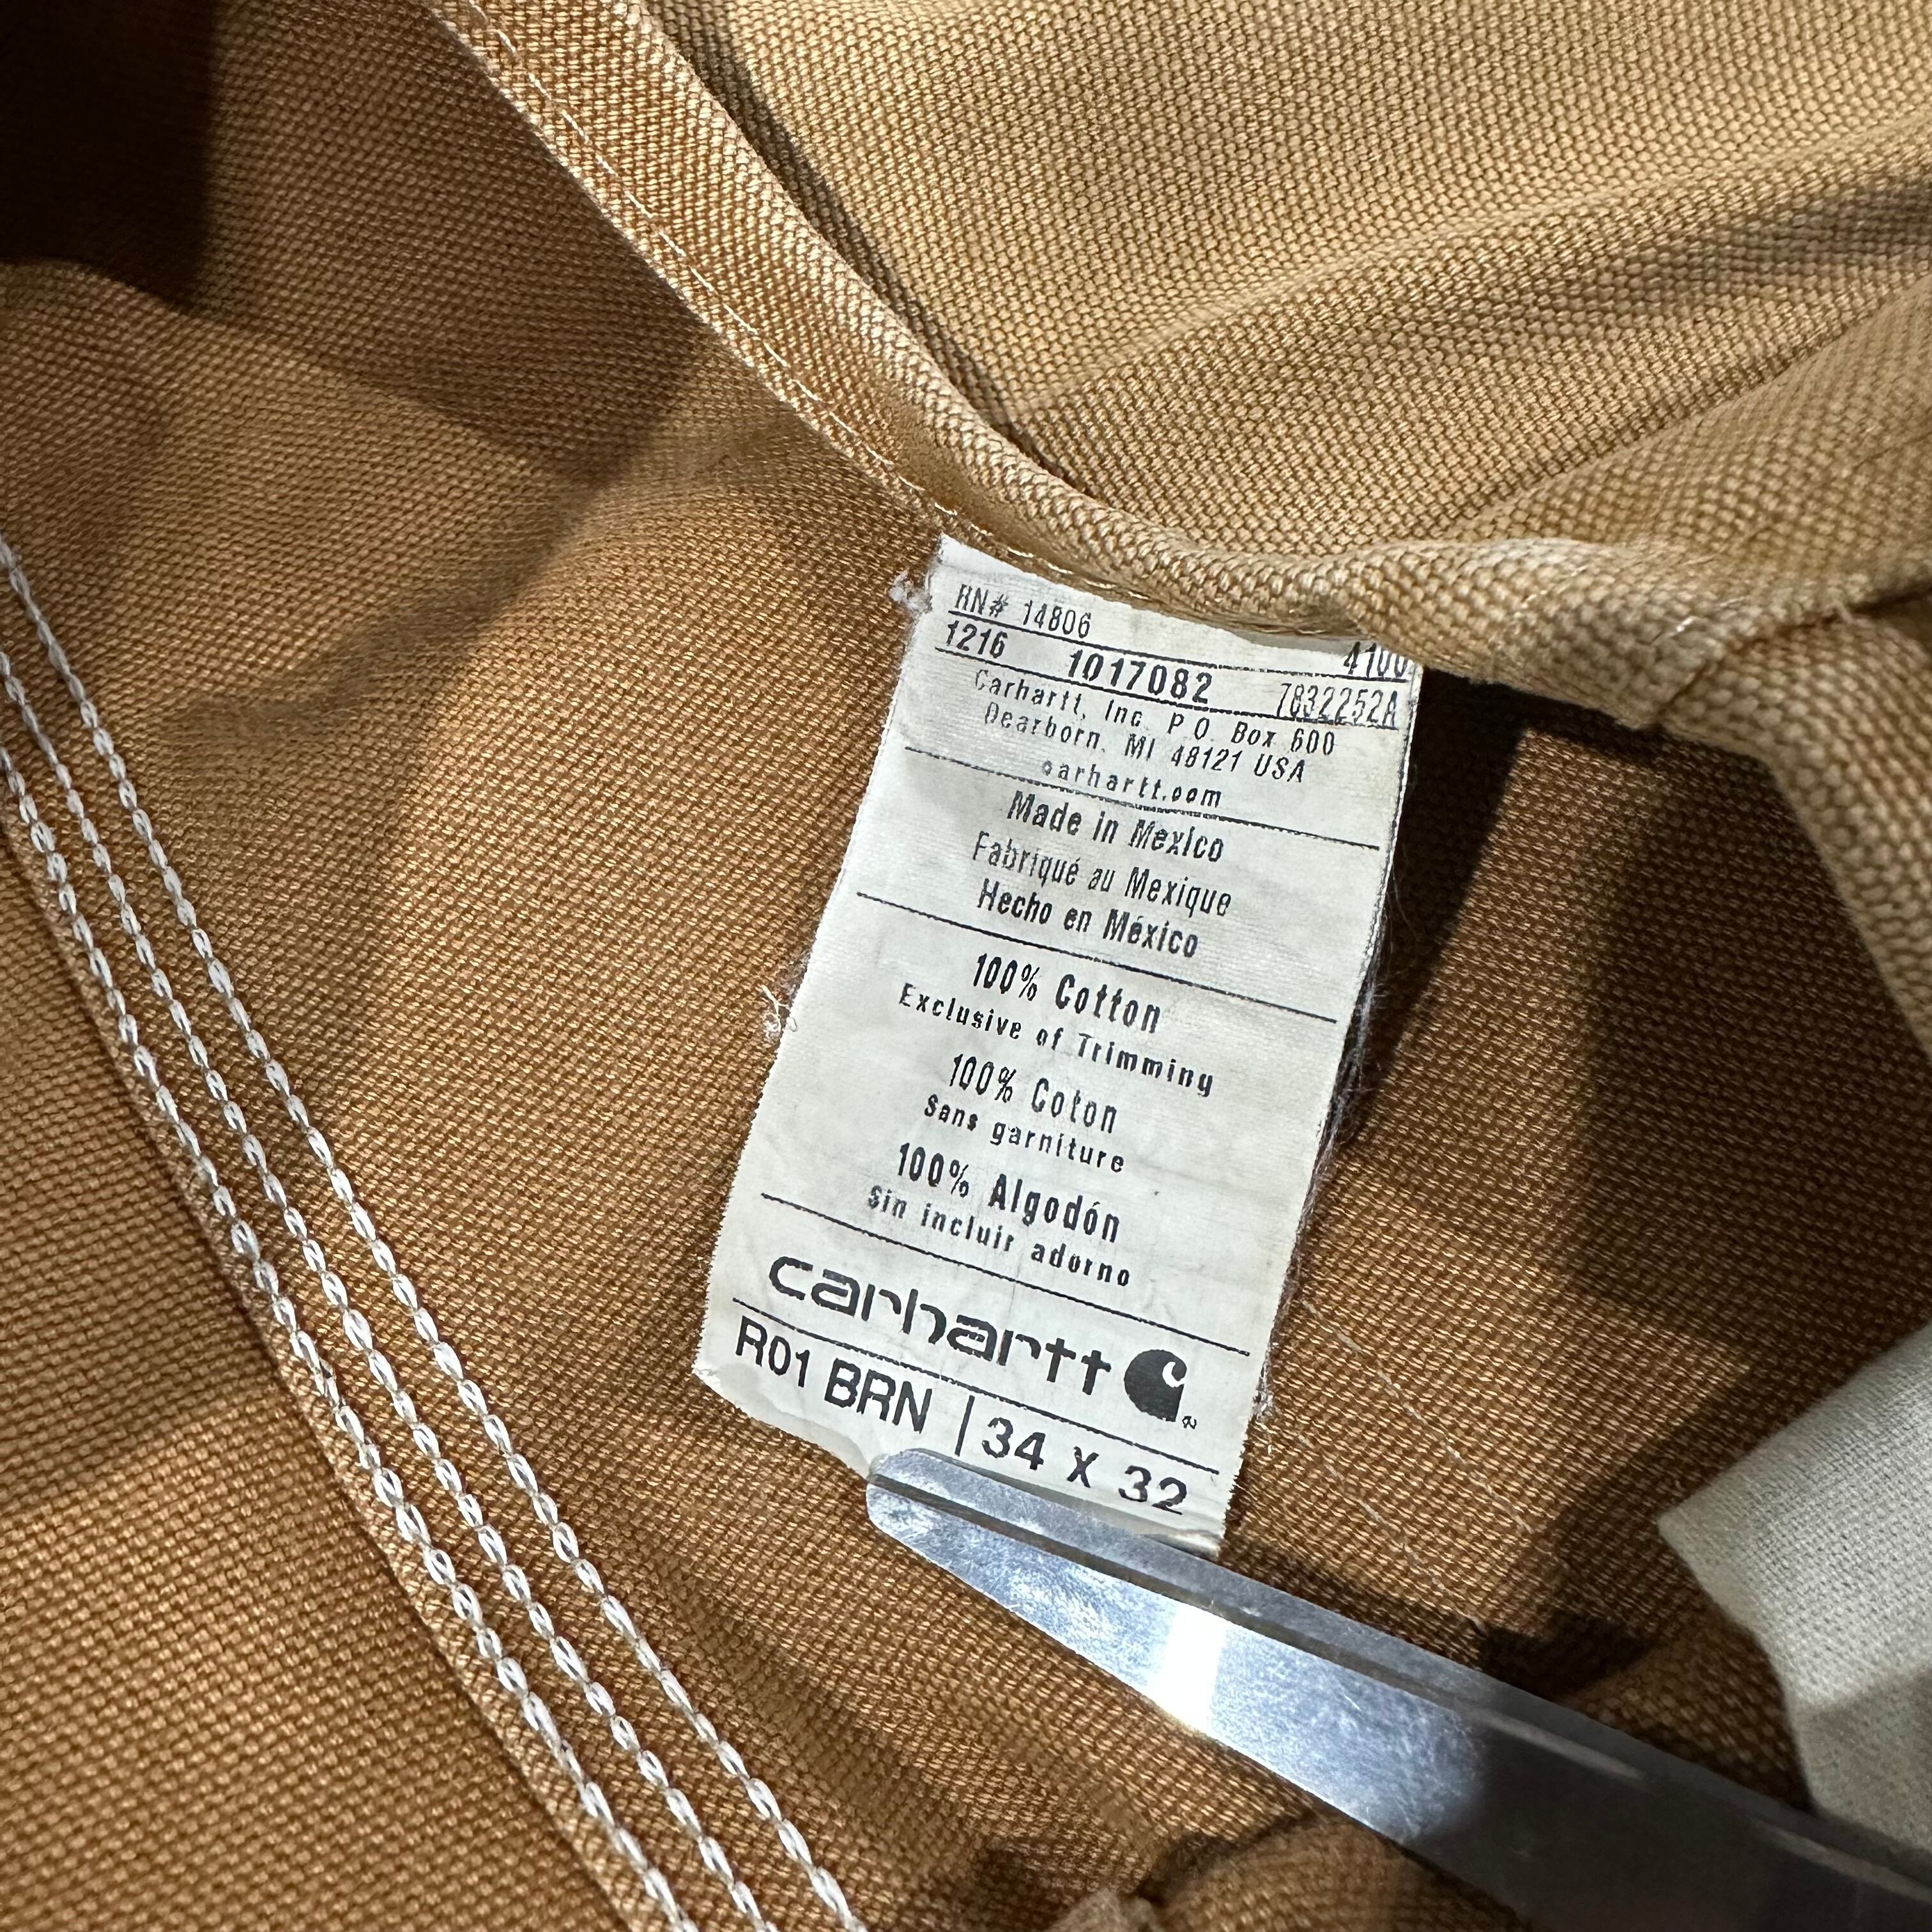 RN# 14806 4100
1216 1017082 7832252A
Carhartt, Inc. P.O. Box 600
Dearborn, MI 48121 USA
carhartt.com
Made in Mexico
Fabriqué au Mexique
Hecho en México
100% Cotton
Exclusive of Trimming
100% Coton
Sans garniture
100% Algodón
Sin incluir adorno
carhartt
R01 BRN | 34 x 32